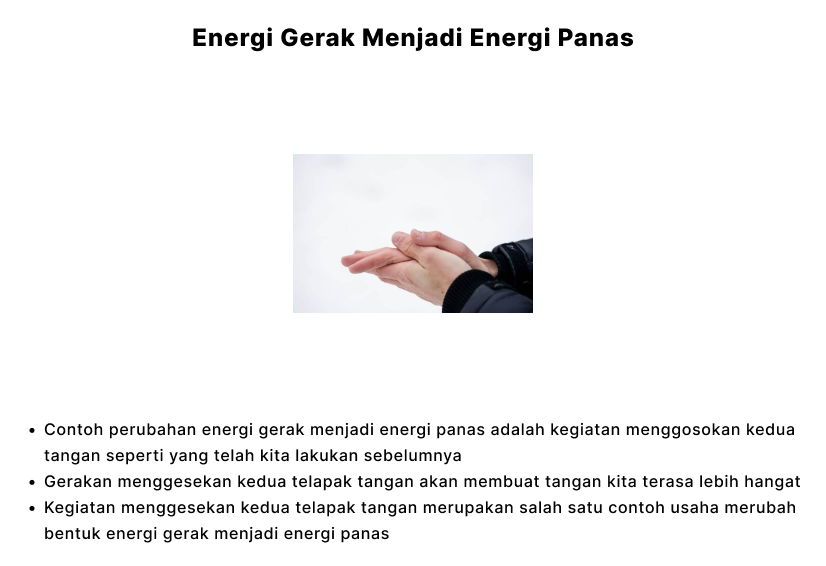 Energi Gerak Menjadi Energi Panas
• Contoh perubahan energi gerak menjadi energi panas adalah kegiatan menggosokan kedua
tangan seperti yang telah kita lakukan sebelumnya
• Gerakan menggesekan kedua telapak tangan akan membuat tangan kita terasa lebih hangat
• Kegiatan menggesekan kedua telapak tangan merupakan salah satu contoh usaha merubah
bentuk energi gerak menjadi energi panas